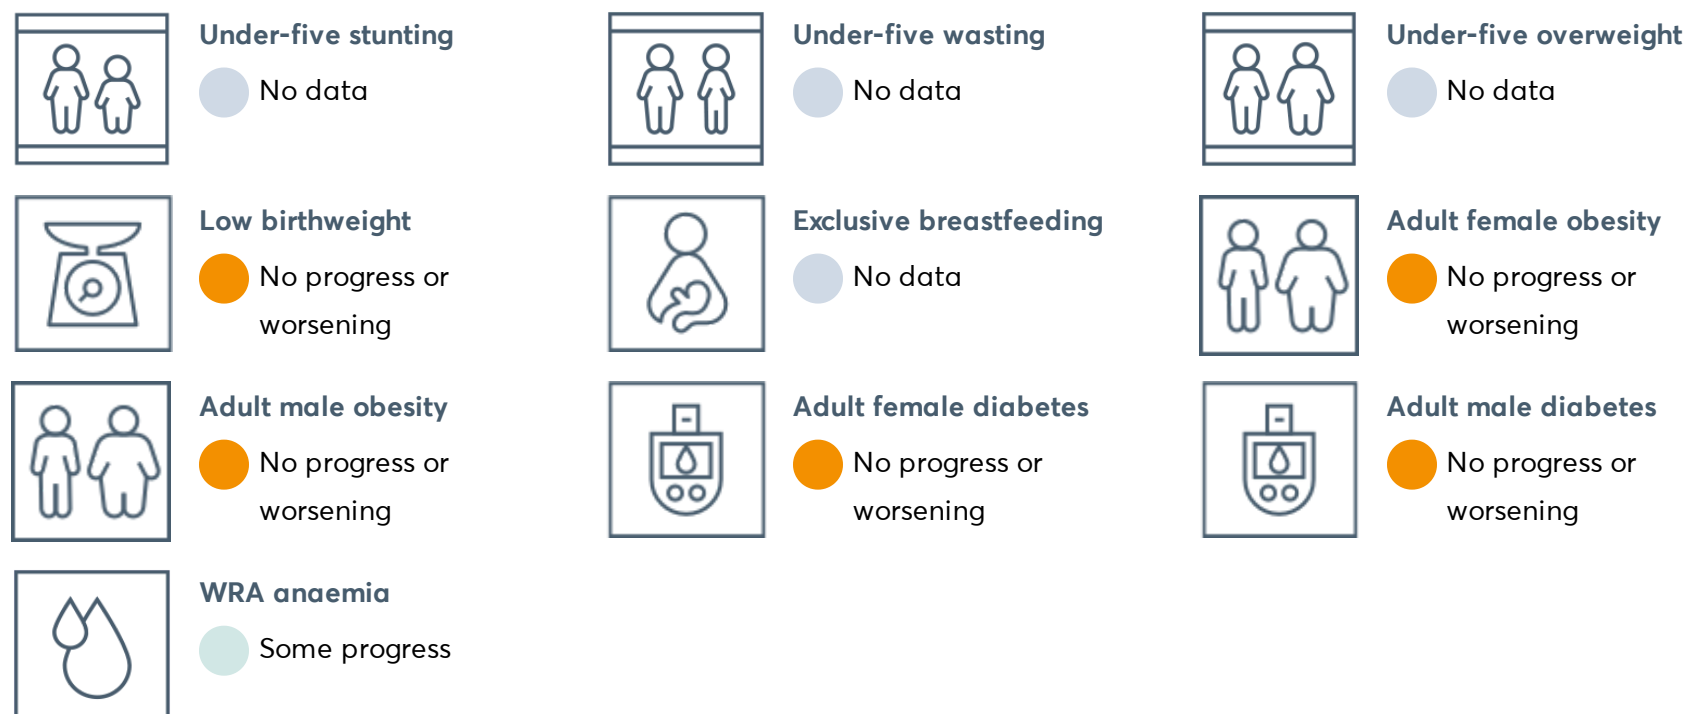 Under-five stunting
No data
Under-five wasting
No data
Under-five overweight
No data
Low birthweight
No progress or
worsening
Exclusive breastfeeding
No data
Adult female obesity
No progress or
worsening
Adult male obesity
No progress or
worsening
Adult female diabetes
No progress or
worsening
Adult male diabetes
No progress or
worsening
WRA anaemia
Some progress